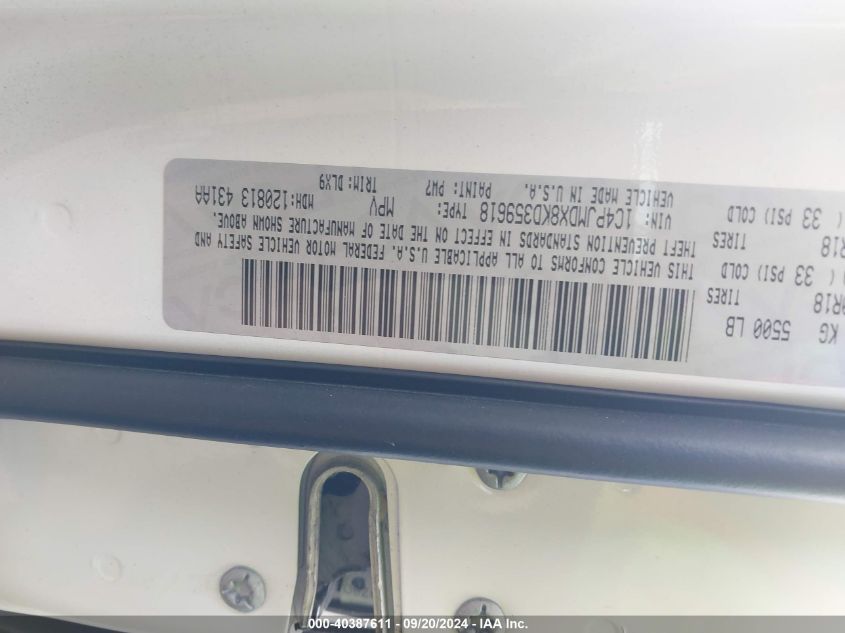 5500 LB
KG
R18
TIRES
( 33 PSI) COLD
R18
TIRES
( 33 PSI) COLD
THIS VEHICLE CONFORMS TO ALL APPLICABLE U.S.A. FEDERAL MOTOR VEHICLE SAFETY AND
THEFT PREVENTION STANDARDS IN EFFECT ON THE DATE OF MANUFACTURE SHOWN ABOVE.
VIN: 1C4PJMDX8KD359618 TYPE: MPV MDH:120813 431AA
VEHICLE MADE IN U.S.A. PAINT: PW7 TRIM: DLX9
000-40387611 - 09/20/2024 - IAA Inc.